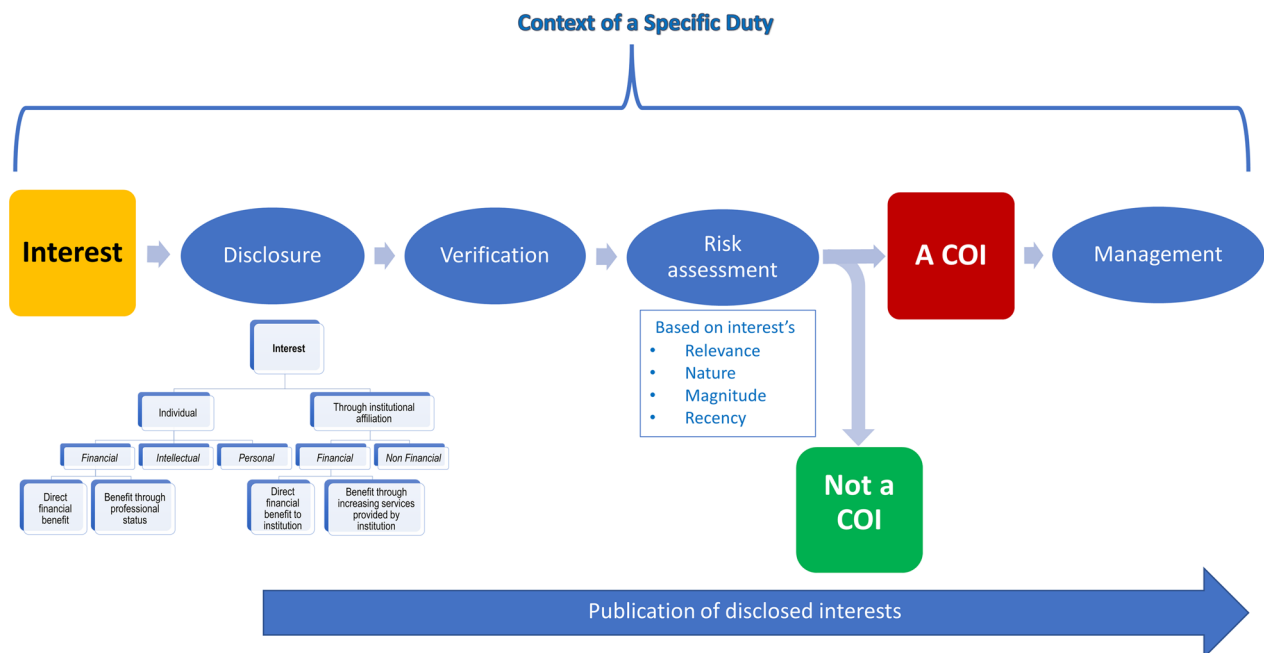 Context of a Specific Duty
Interest
Disclosure
Verification
Risk
assessment
A COI
Management
Based on interest's
• Relevance
• Nature
• Magnitude
• Recency
Interest
Individual
Through institutional
affiliation
Financial
Intellectual
Personal
Financial
Non Financial
Direct
financial
benefit
Benefit through
professional
status
Direct
financial
benefit to
institution
Benefit through
increasing services
provided by
institution
Not a
COI
Publication of disclosed interests